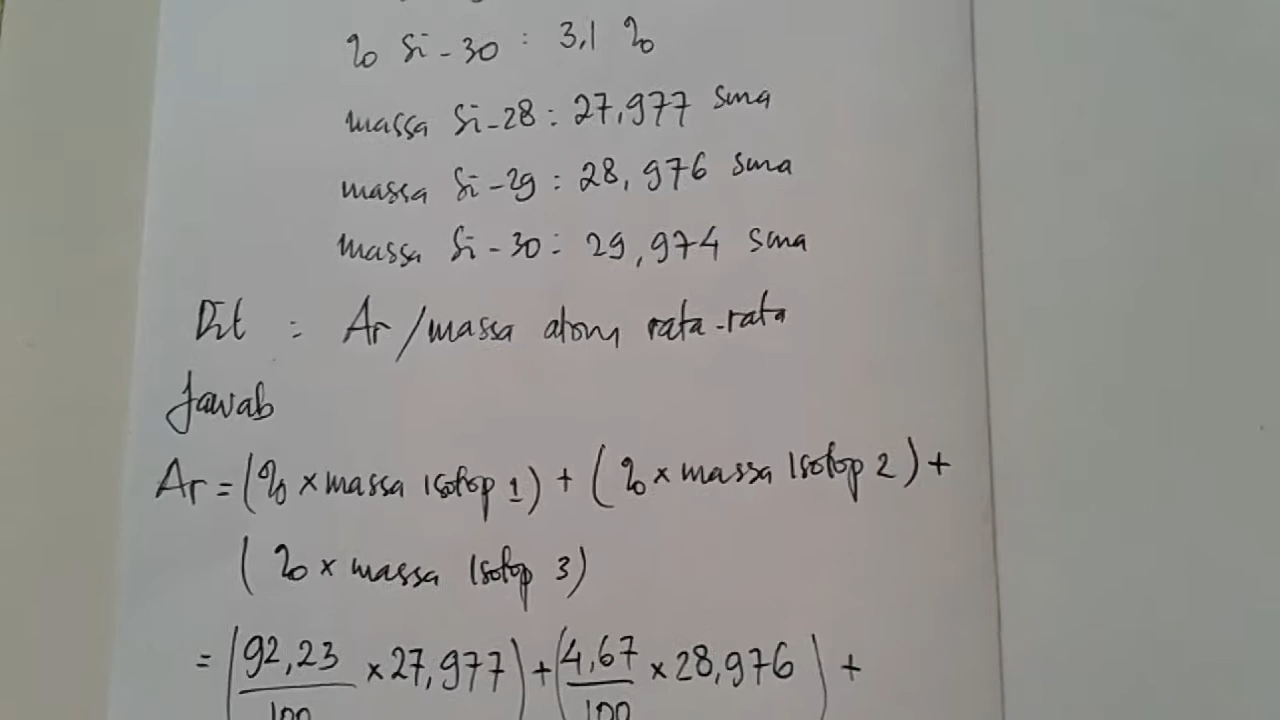 % Si-30 : 3,1 %
massa Si-28 : 27,977 sma
massa Si-29 : 28,976 sma
massa Si-30 : 29,974 sma
Dit : Ar/massa atom rata-rata
Jawab
Ar = (% x massa isotop 1) + (% x massa Isotop 2) +
(% x massa Isotop 3)
= (92,23/100 x 27,977) + (4,67/100 x 28,976) +